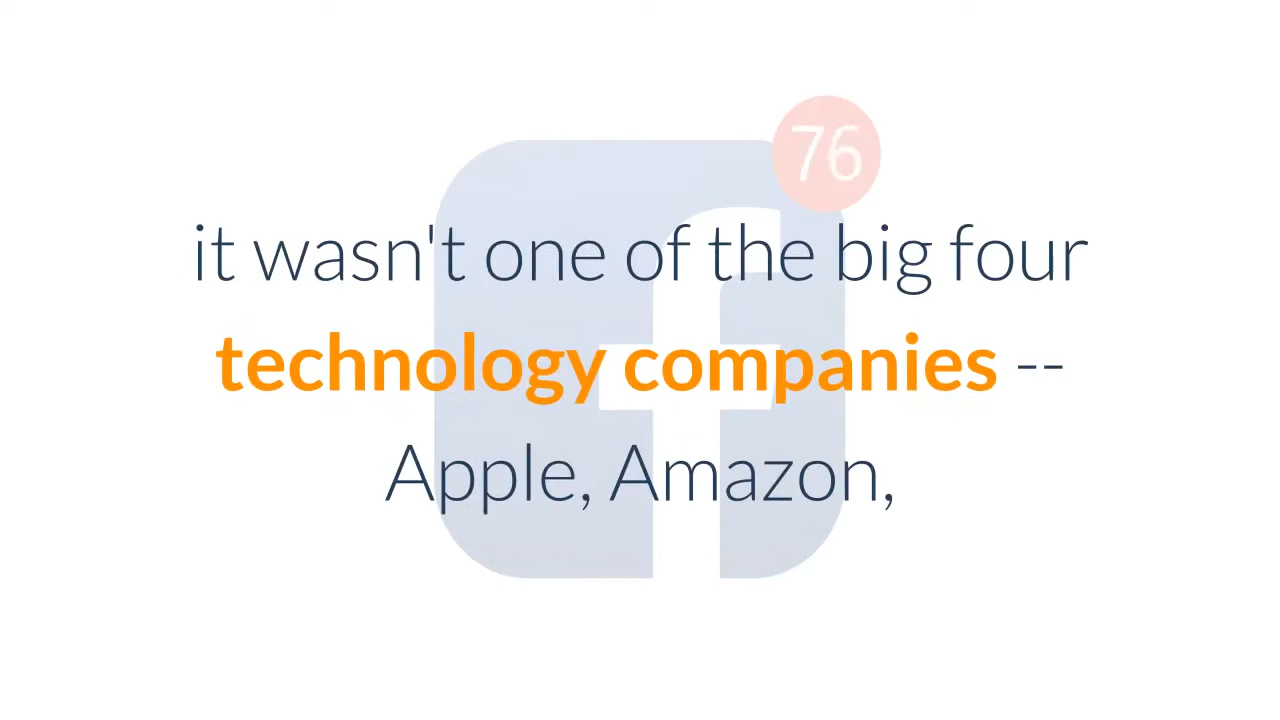 76
it wasn't one of the big four
technology companies --
Apple, Amazon,